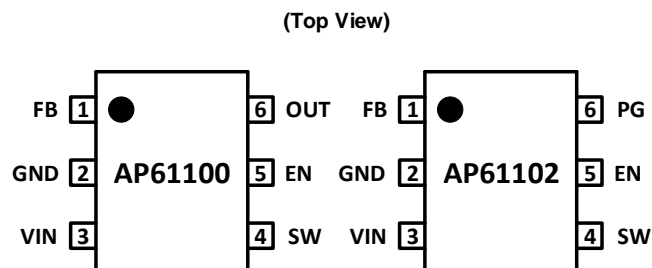 (Top View)
FB 1 6 OUT FB 1 6 PG
GND 2 AP61100 5 EN GND 2 AP61102 5 EN
VIN 3 4 SW VIN 3 4 SW